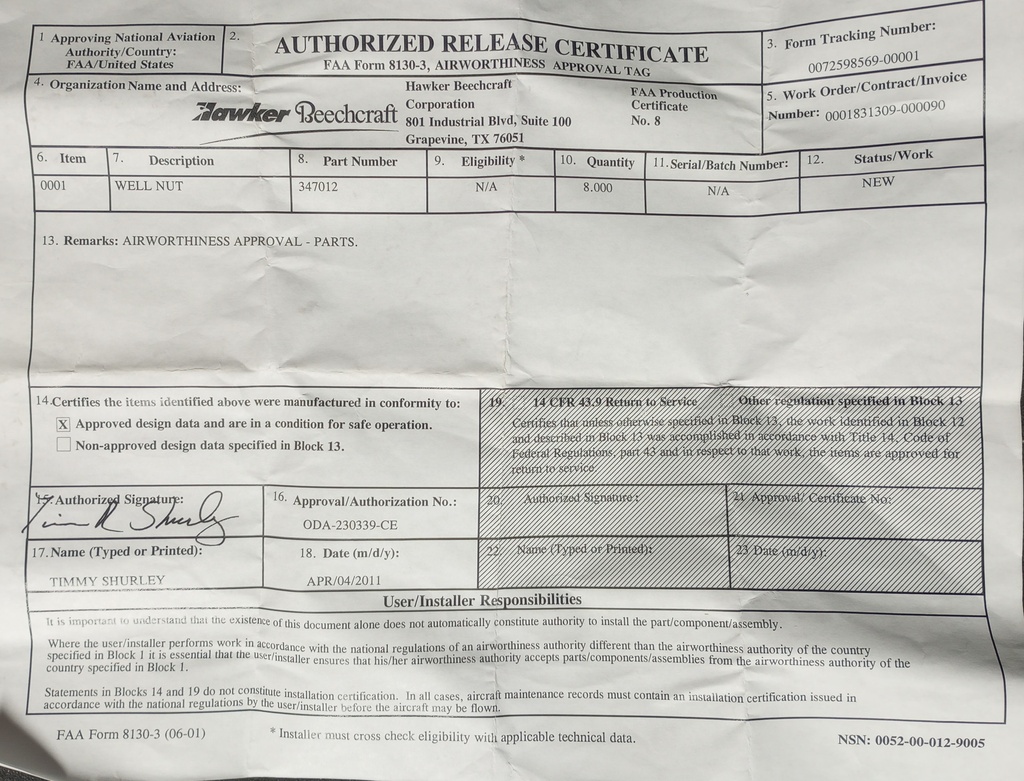 1 Approving National Aviation
Authority/Country:
FAA/United States
2.
AUTHORIZED RELEASE CERTIFICATE
FAA Form 8130-3, AIRWORTHINESS APPROVAL TAG
3. Form Tracking Number:
0072598569-00001
4. Organization Name and Address:
Hawker Beechcraft
Hawker Beechcraft
Corporation
801 Industrial Blvd, Suite 100
Grapevine, TX 76051
FAA Production
Certificate
No. 8
5. Work Order/Contract/Invoice
Number: 0001831309-000090
6. Item
7. Description
8. Part Number
9. Eligibility *
10. Quantity
11. Serial/Batch Number:
12. Status/Work
0001
WELL NUT
347012
N/A
8.000
N/A
NEW
13. Remarks: AIRWORTHINESS APPROVAL - PARTS.
14. Certifies the items identified above were manufactured in conformity to:
X Approved design data and are in a condition for safe operation.
Non-approved design data specified in Block 13.
19. 14 CFR 43.9 Return to Service Other regulation specified in Block 13
Certifies that unless otherwise specified in Block 13, the work identified in Block 12
and described in Block 13 was accomplished in accordance with Title 14, Code of
Federal Regulations, part 43 and in respect to that work, the items are approved for
return to service.
15. Authorized Signature:
Tim R Shurley
16. Approval/Authorization No.:
ODA-230339-CE
20. Authorized Signature:
21 Approval/ Certificate No:
17. Name (Typed or Printed):
TIMMY SHURLEY
18. Date (m/d/y):
APR/04/2011
22. Name (Typed or Printed):
23 Date (m/d/y):
User/Installer Responsibilities
It is important to understand that the existence of this document alone does not automatically constitute authority to install the part/component/assembly.
Where the user/installer performs work in accordance with the national regulations of an airworthiness authority different than the airworthiness authority of the country
specified in Block 1 it is essential that the user/installer ensures that his/her airworthiness authority accepts parts/components/assemblies from the airworthiness authority of the
country specified in Block 1.
Statements in Blocks 14 and 19 do not constitute installation certification. In all cases, aircraft maintenance records must contain an installation certification issued in
accordance with the national regulations by the user/installer before the aircraft may be flown.
FAA Form 8130-3 (06-01)
* Installer must cross check eligibility with applicable technical data.
NSN: 0052-00-012-9005